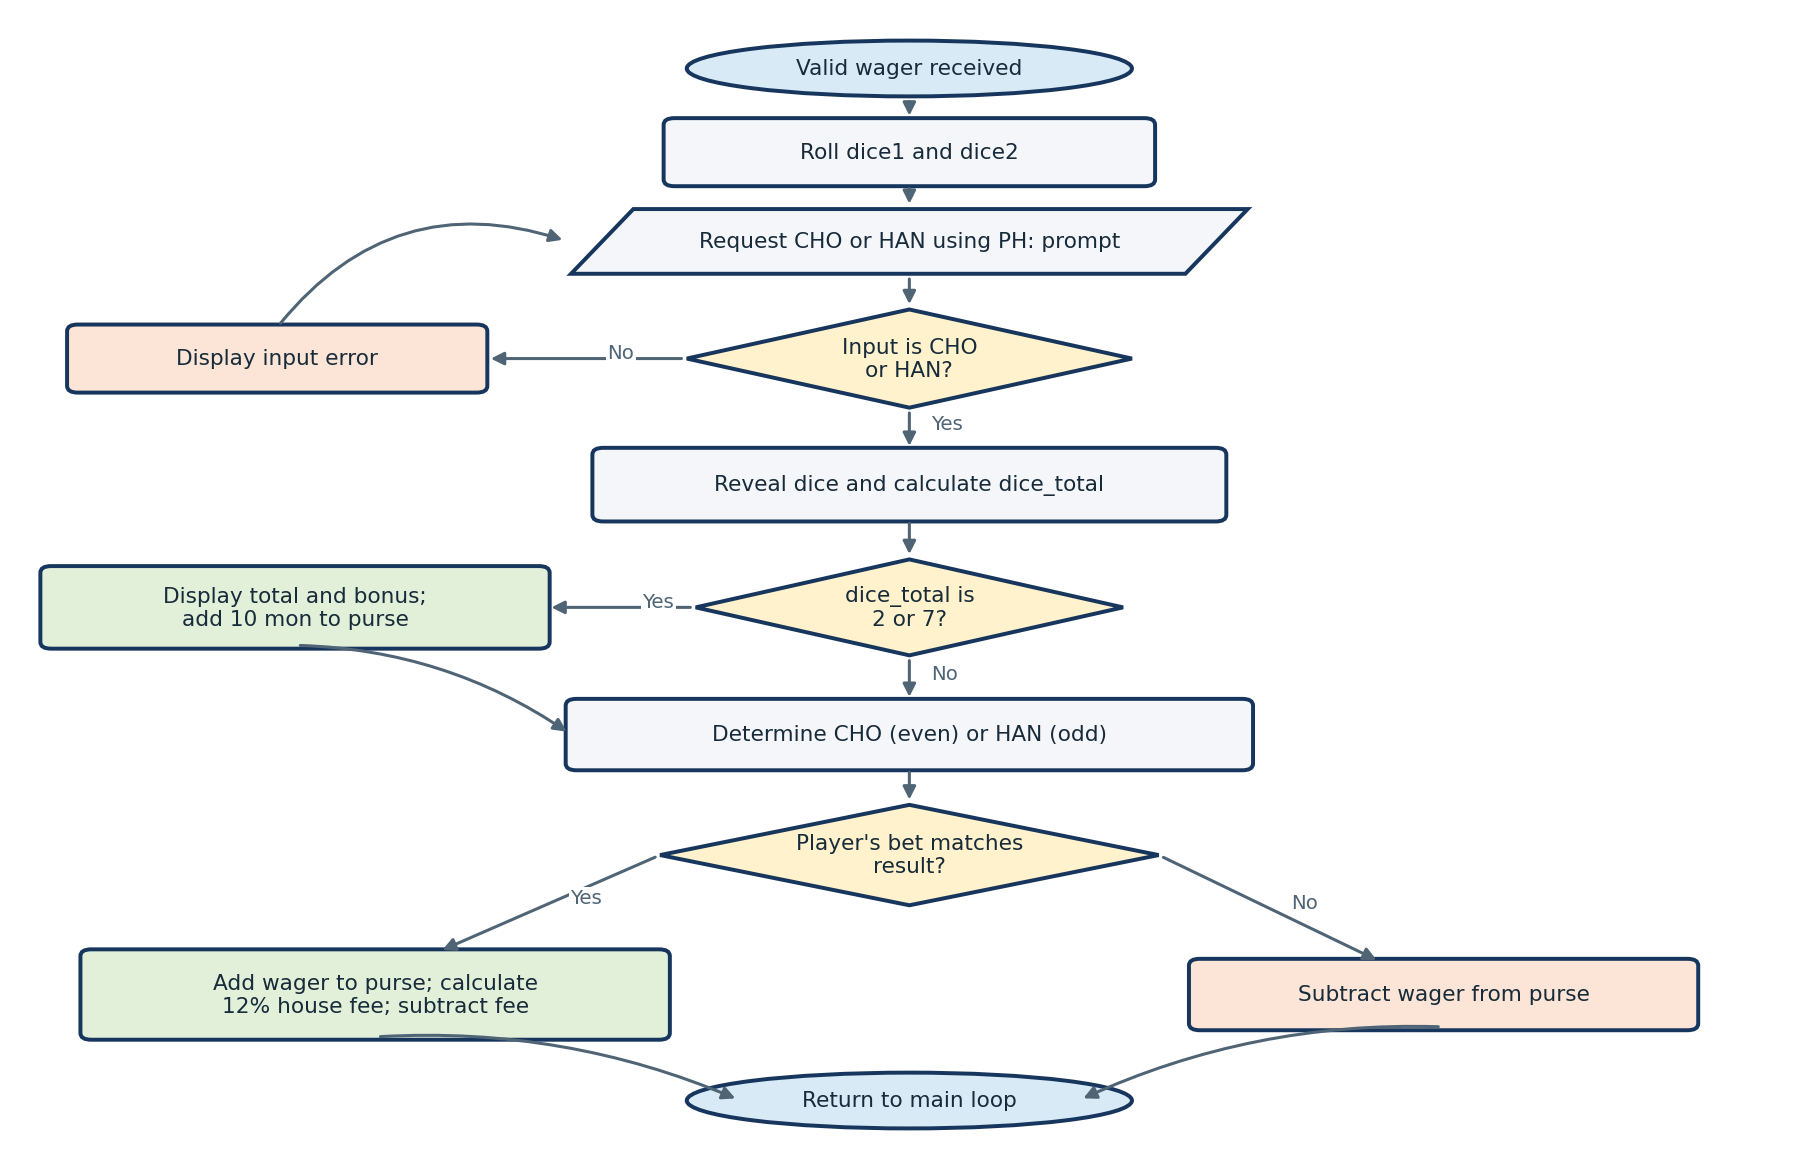 Valid wager received
Roll dice1 and dice2
Request CHO or HAN using PH: prompt
Input is CHO
or HAN?
No
Display input error
Yes
Reveal dice and calculate dice_total
dice_total is
2 or 7?
Yes
Display total and bonus;
add 10 mon to purse
No
Determine CHO (even) or HAN (odd)
Player's bet matches
result?
Yes
No
Add wager to purse; calculate
12% house fee; subtract fee
Subtract wager from purse
Return to main loop